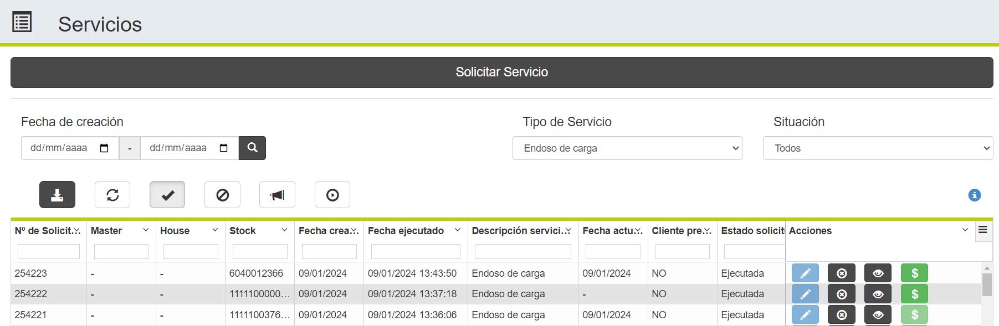 Servicios
Solicitar Servicio
Fecha de creación Tipo de Servicio Situación
dd/mm/aaaa - dd/mm/aaaa Endoso de carga Todos
Nº de Solicit... Master House Stock Fecha crea... Fecha ejecutado Descripción servici... Fecha actu... Cliente pre... Estado solicit Acciones
254223 - - 6040012366 09/01/2024 09/01/2024 13:43:50 Endoso de carga 09/01/2024 NO Ejecutada $
254222 - - 1111100000... 09/01/2024 09/01/2024 13:37:18 Endoso de carga - NO Ejecutada $
254221 - - 1111100376... 09/01/2024 09/01/2024 13:36:06 Endoso de carga 09/01/2024 NO Ejecutada $